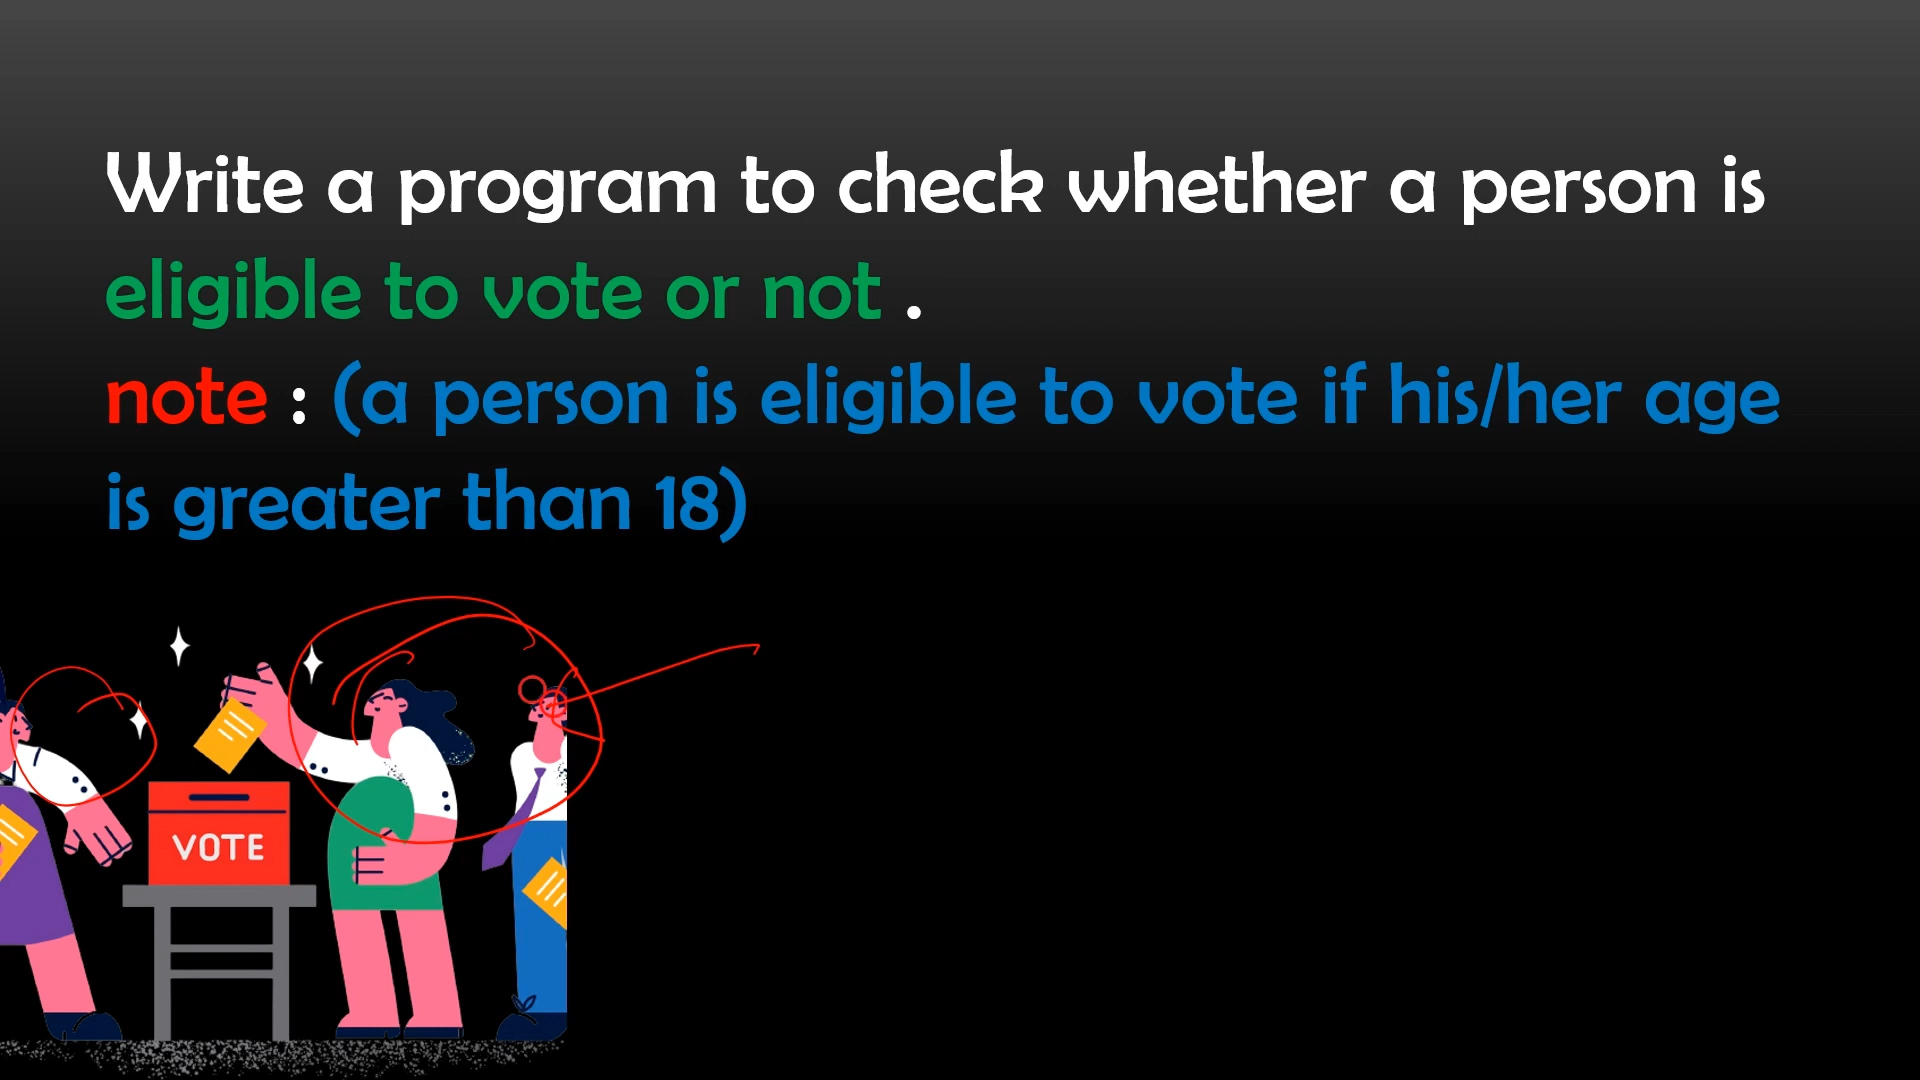 Write a program to check whether a person is
eligible to vote or not .
note : (a person is eligible to vote if his/her age
is greater than 18)
VOTE